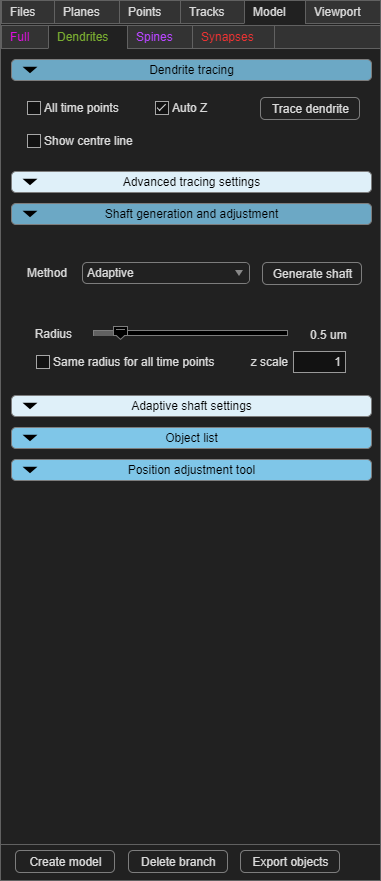 Files Planes Points Tracks Model Viewport
Full Dendrites Spines Synapses
Dendrite tracing
All time points Auto Z Trace dendrite
Show centre line
Advanced tracing settings
Shaft generation and adjustment
Method Adaptive Generate shaft
Radius 0.5 um
Same radius for all time points z scale 1
Adaptive shaft settings
Object list
Position adjustment tool
Create model Delete branch Export objects